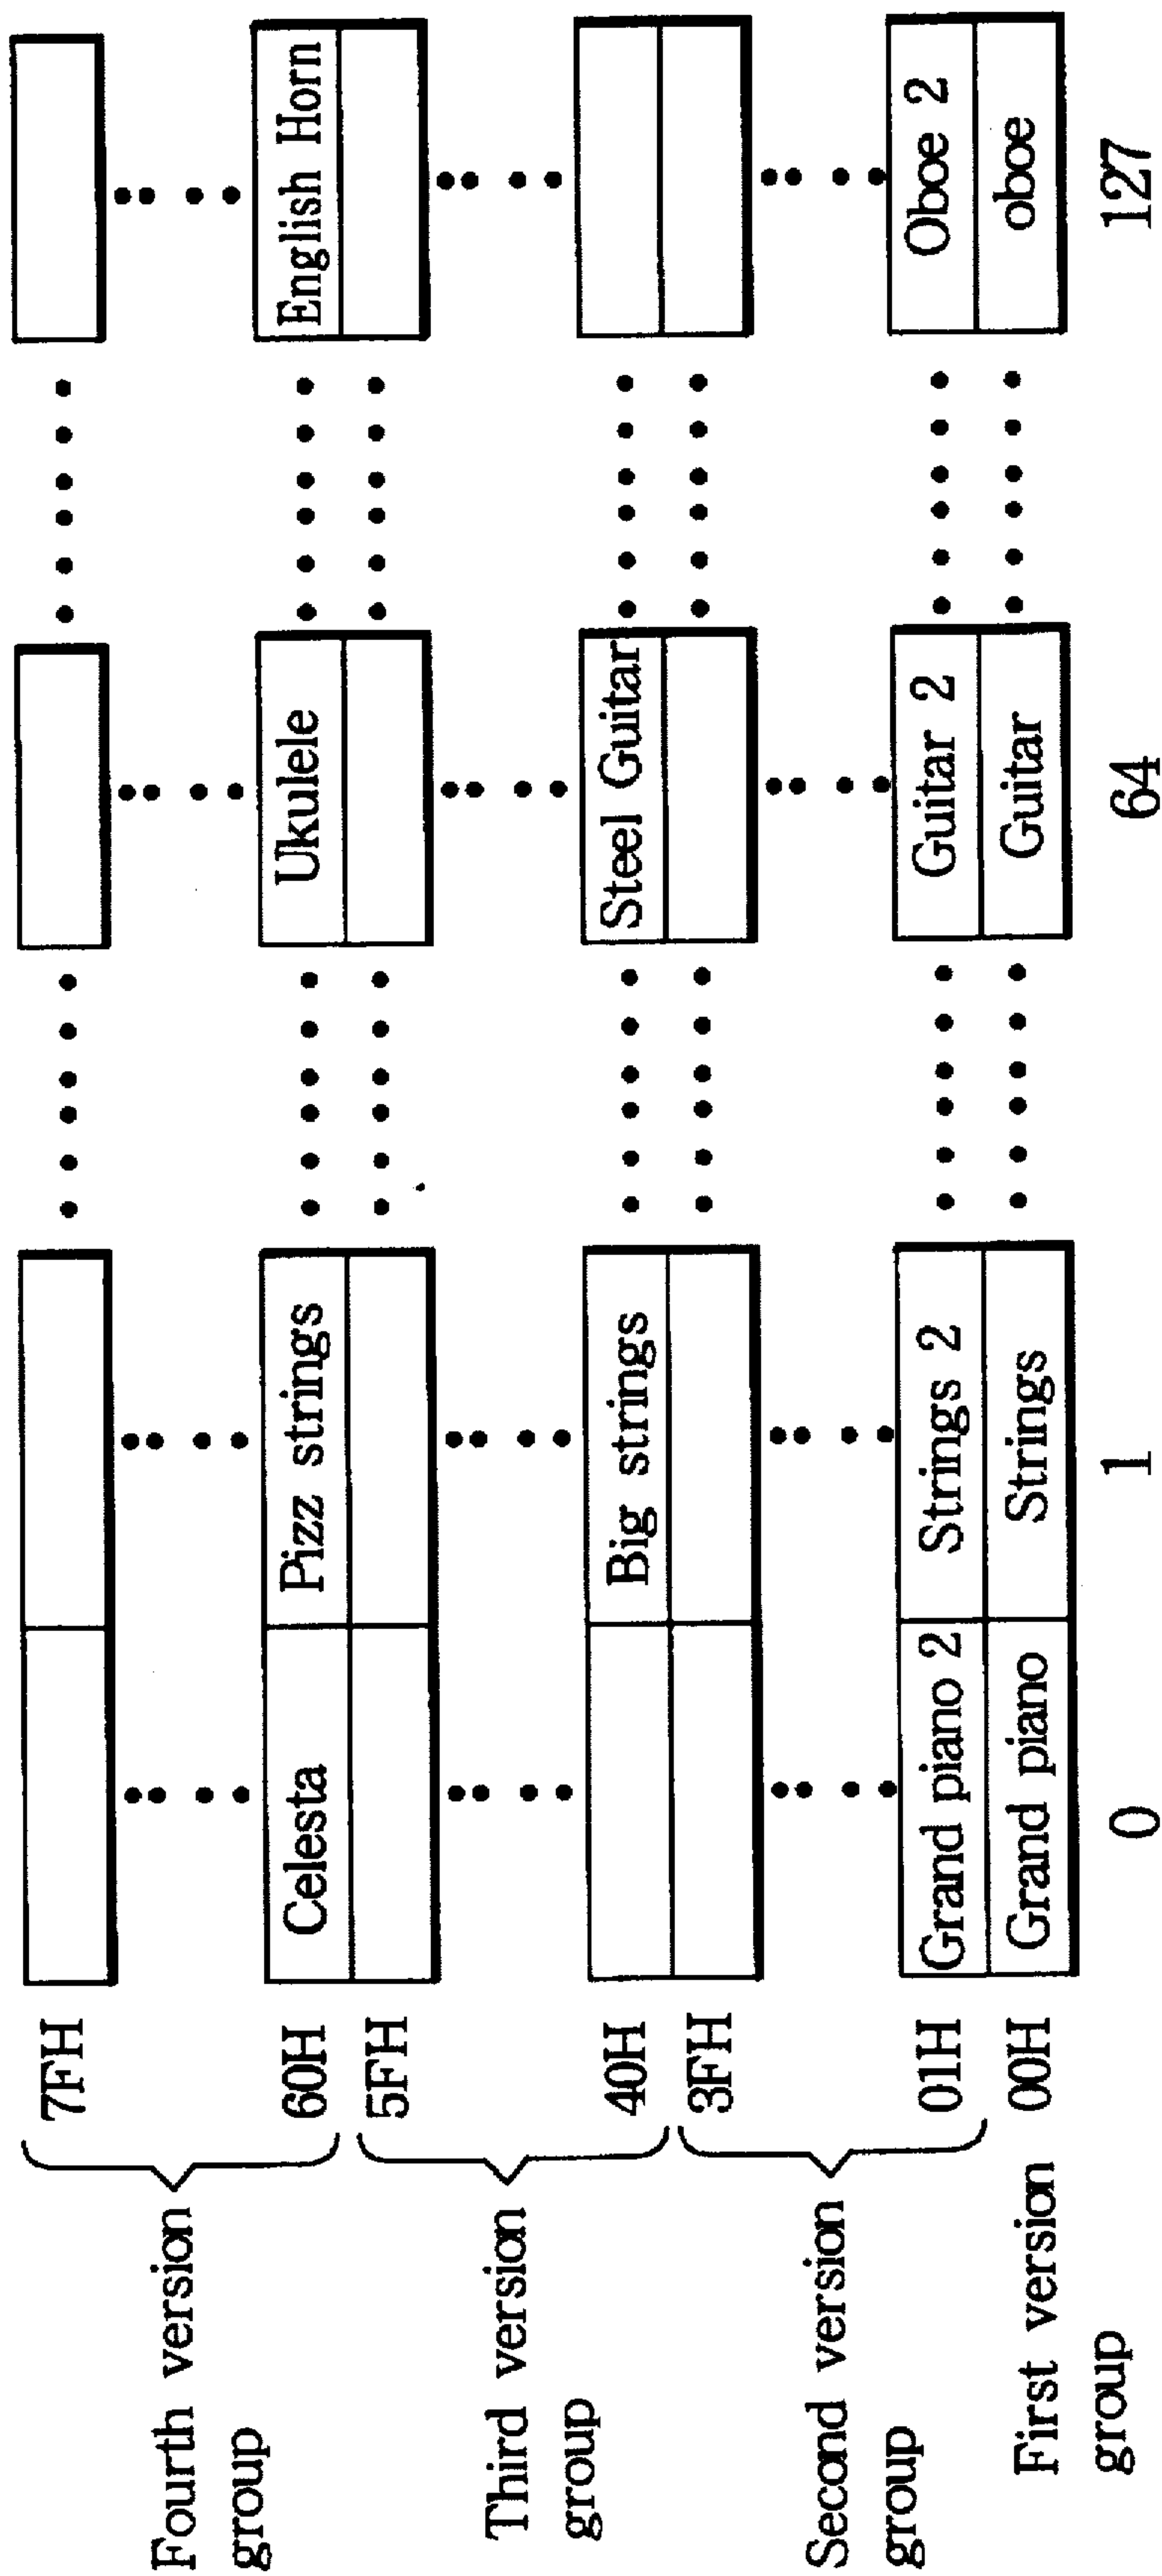 7FH
Fourth version
group
60H Celesta Pizz strings Ukulele English Horn
5FH
Third version
group
40H Big strings Steel Guitar
3FH
Second version
group
01H Grand piano 2 Strings 2 Guitar 2 Oboe 2
00H Grand piano Strings Guitar oboe
First version
group
0 1 64 127